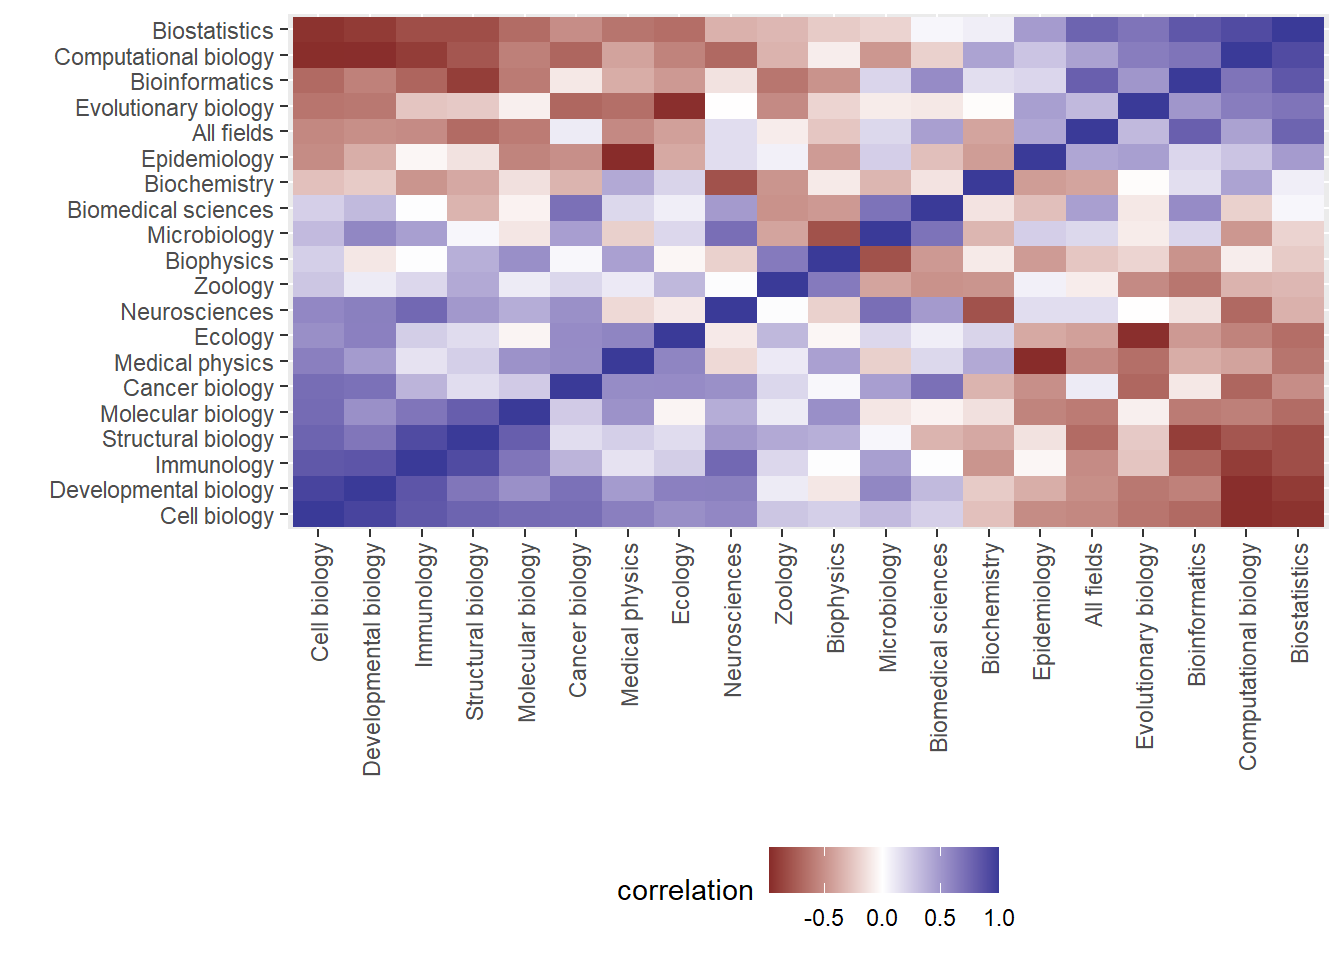 Biostatistics
Computational biology
Bioinformatics
Evolutionary biology
All fields
Epidemiology
Biochemistry
Biomedical sciences
Microbiology
Biophysics
Zoology
Neurosciences
Ecology
Medical physics
Cancer biology
Molecular biology
Structural biology
Immunology
Developmental biology
Cell biology
Cell biology
Developmental biology
Immunology
Structural biology
Molecular biology
Cancer biology
Medical physics
Ecology
Neurosciences
Zoology
Biophysics
Microbiology
Biomedical sciences
Biochemistry
Epidemiology
All fields
Evolutionary biology
Bioinformatics
Computational biology
Biostatistics
correlation
-0.5 0.0 0.5 1.0